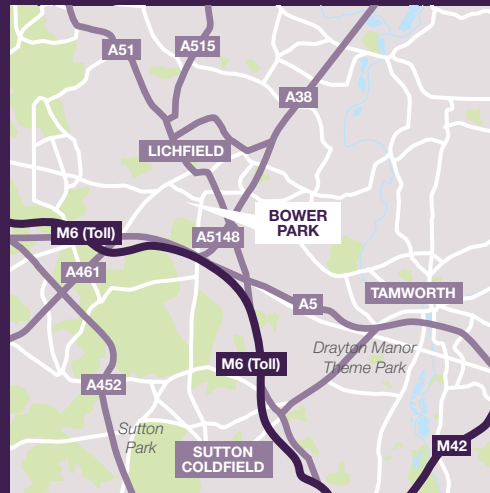 A51
A515
A38
LICHFIELD
BOWER
PARK
M6 (Toll)
A5148
A461
TAMWORTH
A5
Drayton Manor
Theme Park
M6 (Toll)
A452
Sutton
Park
SUTTON
COLDFIELD
M42